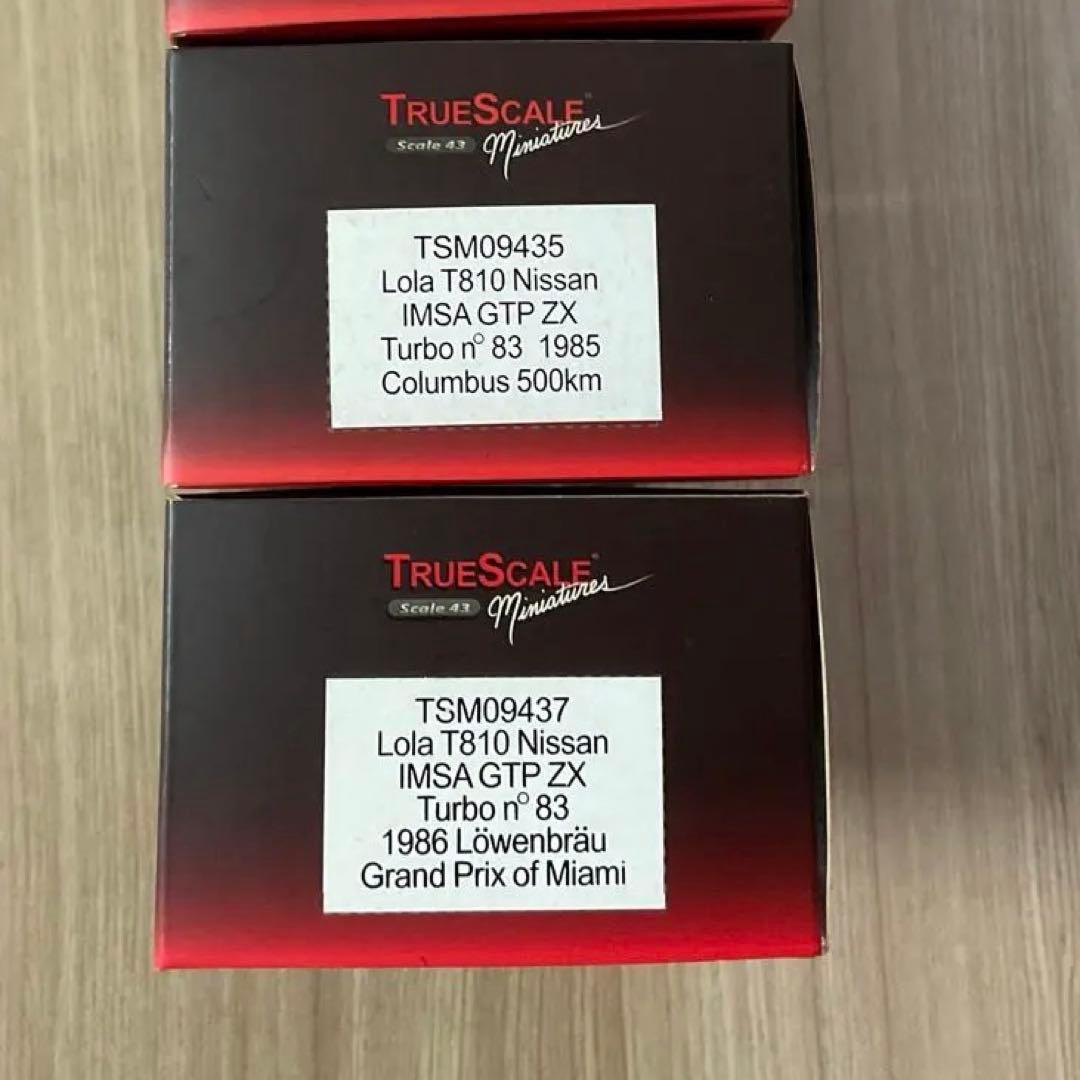 TRUESCALE
Scale 43 Miniatures
TSM09435
Lola T810 Nissan
IMSA GTP ZX
Turbo n° 83 1985
Columbus 500km
TRUESCALE
Scale 43 Miniatures
TSM09437
Lola T810 Nissan
IMSA GTP ZX
Turbo n° 83
1986 Löwenbräu
Grand Prix of Miami